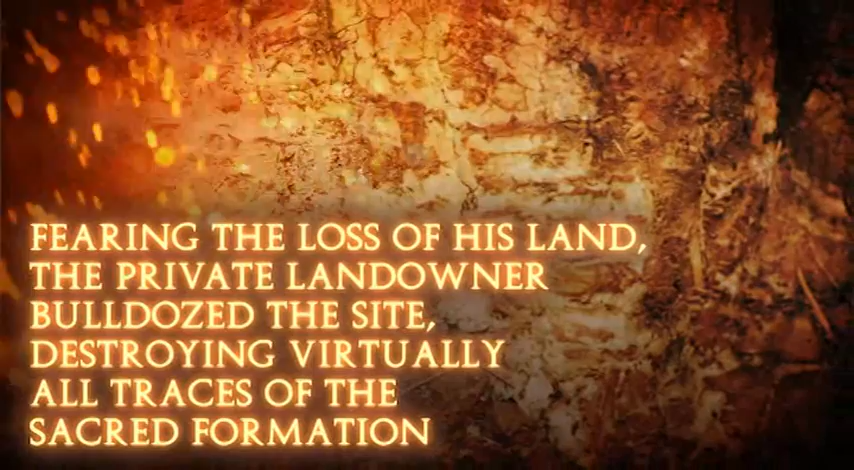 FEARING THE LOSS OF HIS LAND,
THE PRIVATE LANDOWNER
BULLDOZED THE SITE,
DESTROYING VIRTUALLY
ALL TRACES OF THE
SACRED FORMATION